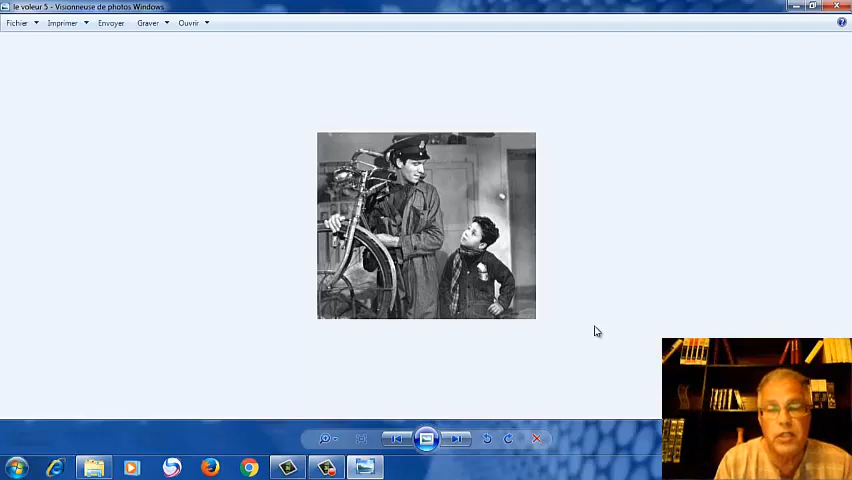 le voleur 5 - Visionneuse de photos Windows
Fichier Imprimer Envoyer Graver Ouvrir